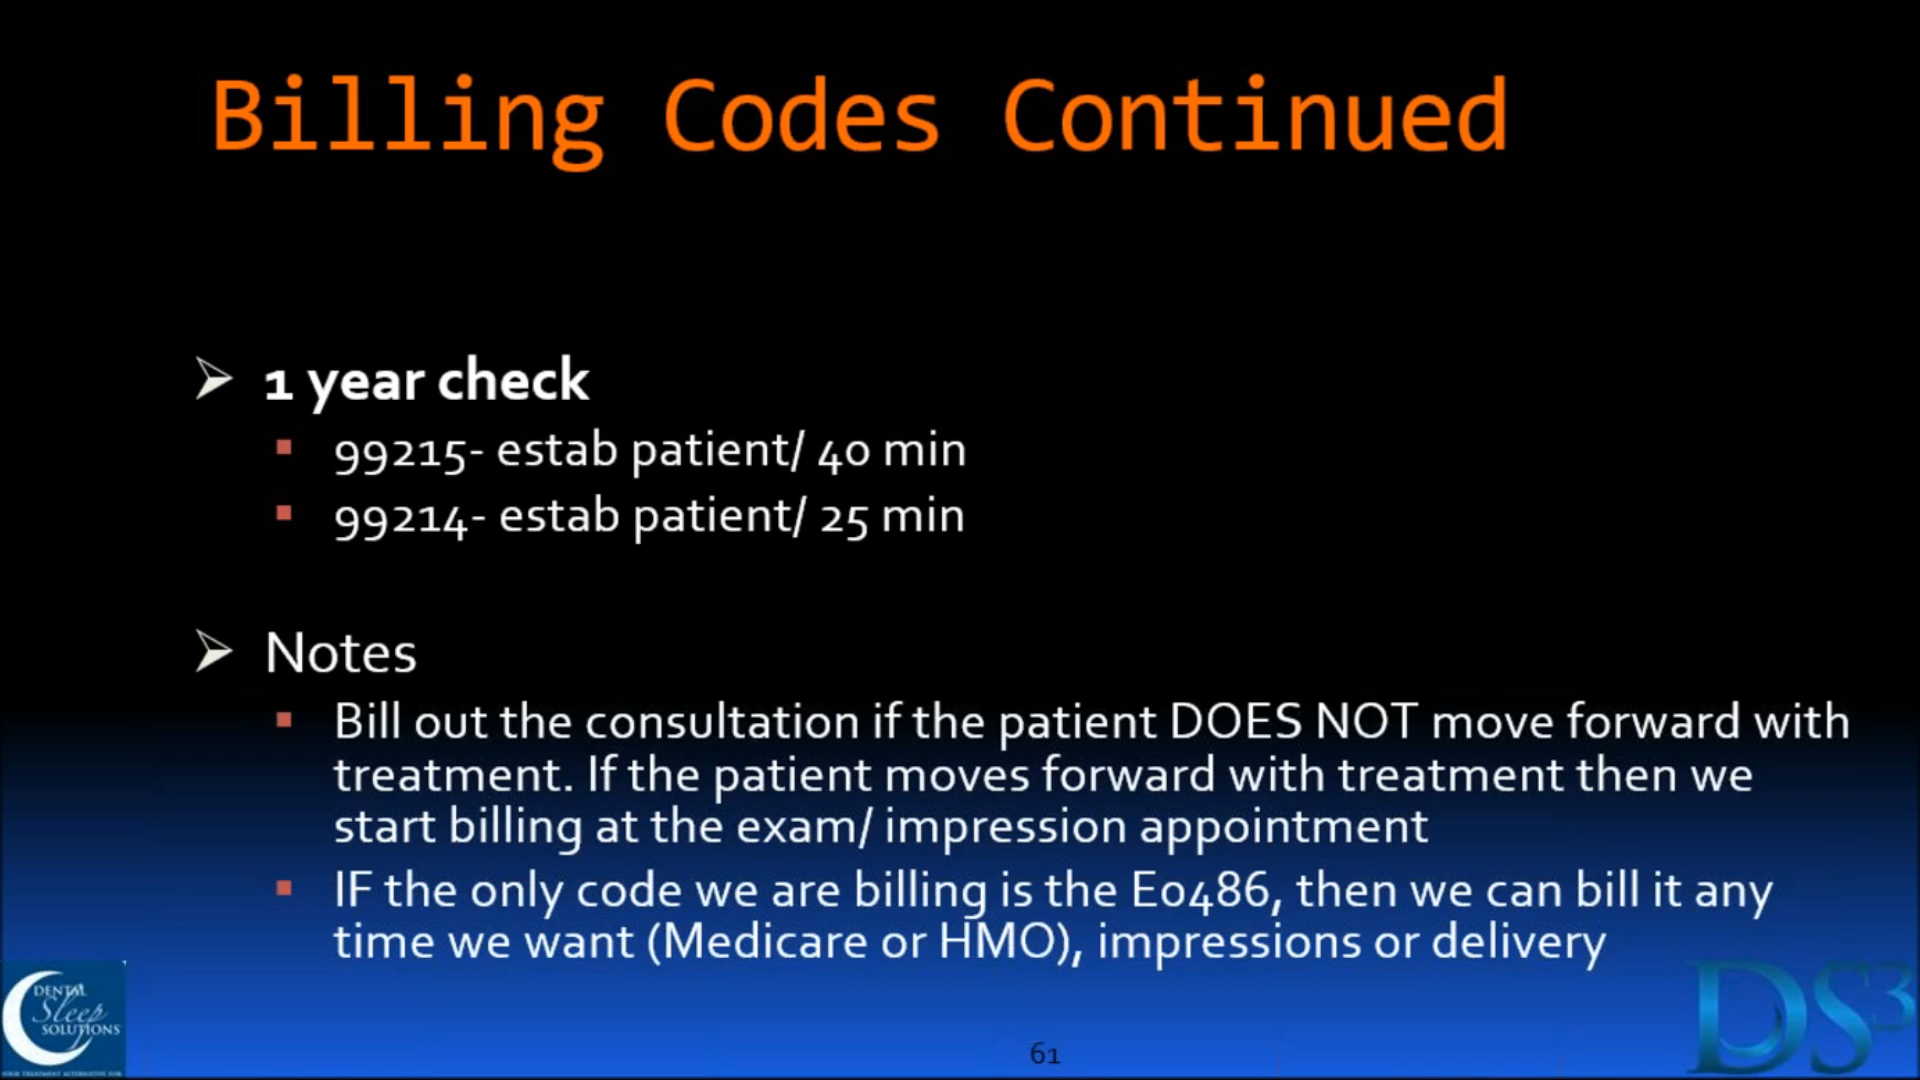 Billing Codes Continued
1 year check
99215- estab patient/ 40 min
99214- estab patient/ 25 min
Notes
Bill out the consultation if the patient DOES NOT move forward with
treatment. If the patient moves forward with treatment then we
start billing at the exam/ impression appointment
IF the only code we are billing is the E0486, then we can bill it any
time we want (Medicare or HMO), impressions or delivery
DENTAL
Sleep
SOLUTIONS
61
DS3